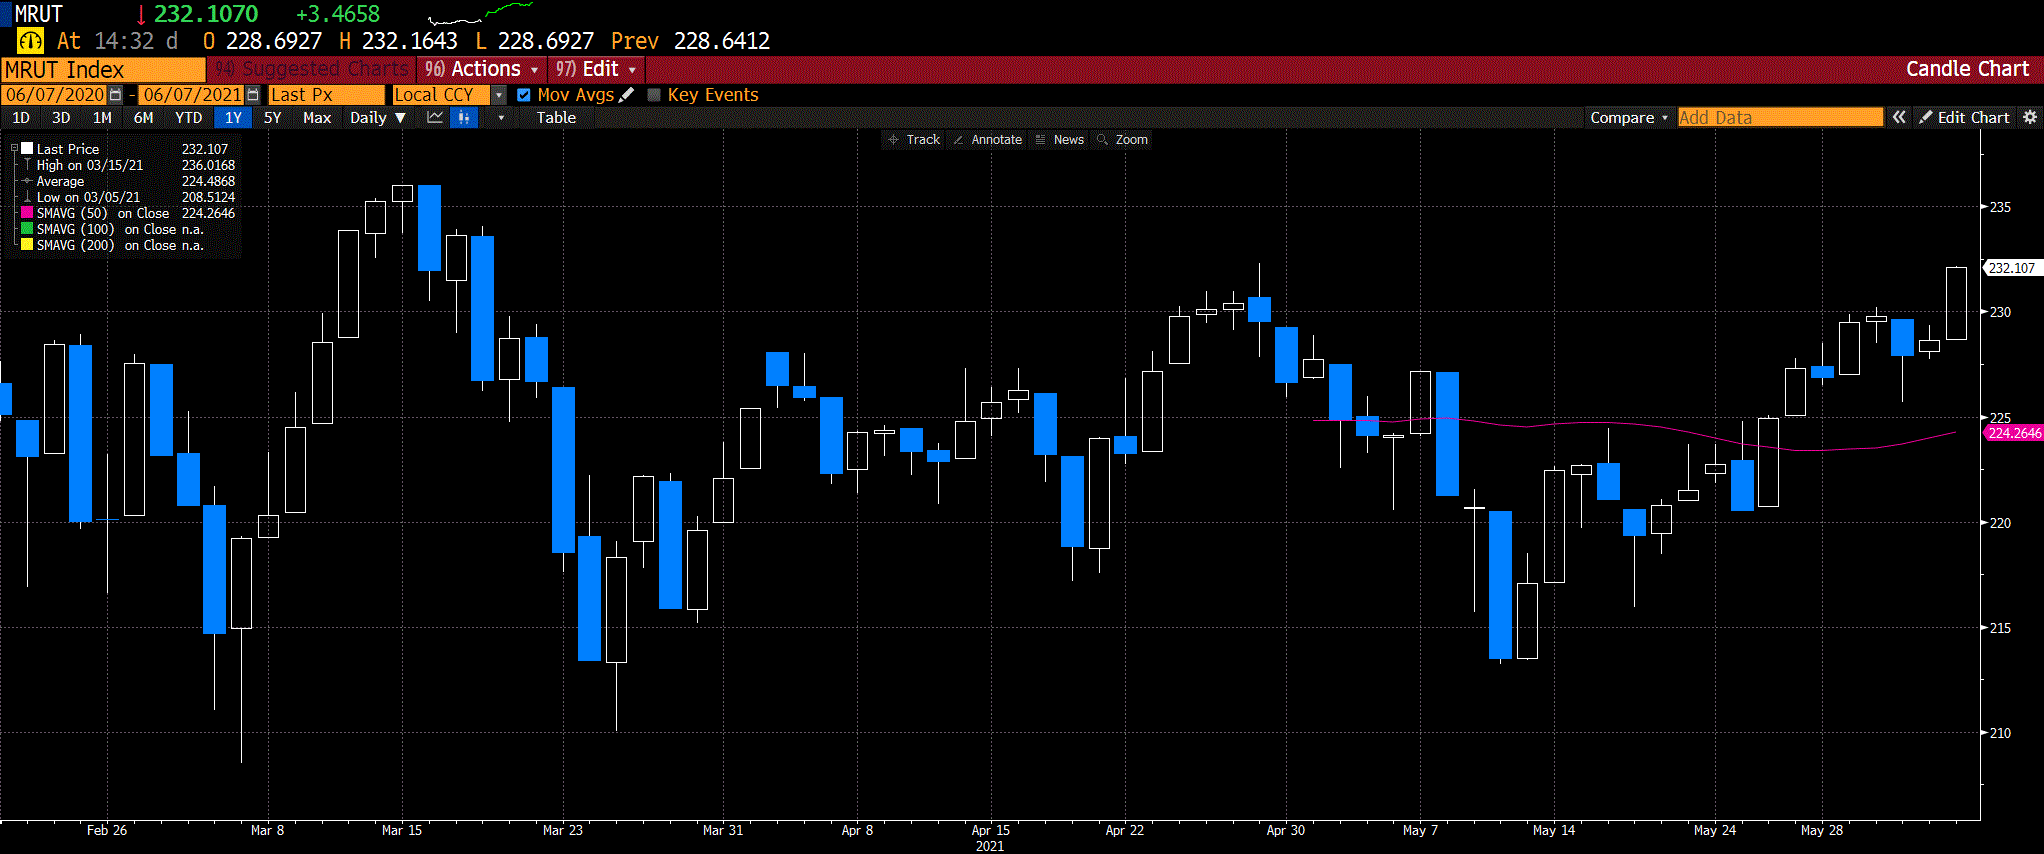 MRUT ↓ 232.1070 +3.4658
At 14:32 d O 228.6927 H 232.1643 L 228.6927 Prev 228.6412
MRUT Index 94) Suggested Charts 96) Actions ▾ 97) Edit ▾ Candle Chart
06/07/2020 - 06/07/2021 Last Px Local CCY Mov Avgs Key Events
1D 3D 1M 6M YTD 1Y 5Y Max Daily ▼ Table Compare Add Data « Edit Chart
Track Annotate News Zoom
Last Price 232.107
High on 03/15/21 236.0168
Average 224.4868
Low on 03/05/21 208.5124
SMAVG (50) on Close 224.2646
SMAVG (100) on Close n.a.
SMAVG (200) on Close n.a.
235
232.107
230
225
224.2646
220
215
210
Feb 26 Mar 8 Mar 15 Mar 23 Mar 31 Apr 8 Apr 15 Apr 22 Apr 30 May 7 May 14 May 24 May 28
2021